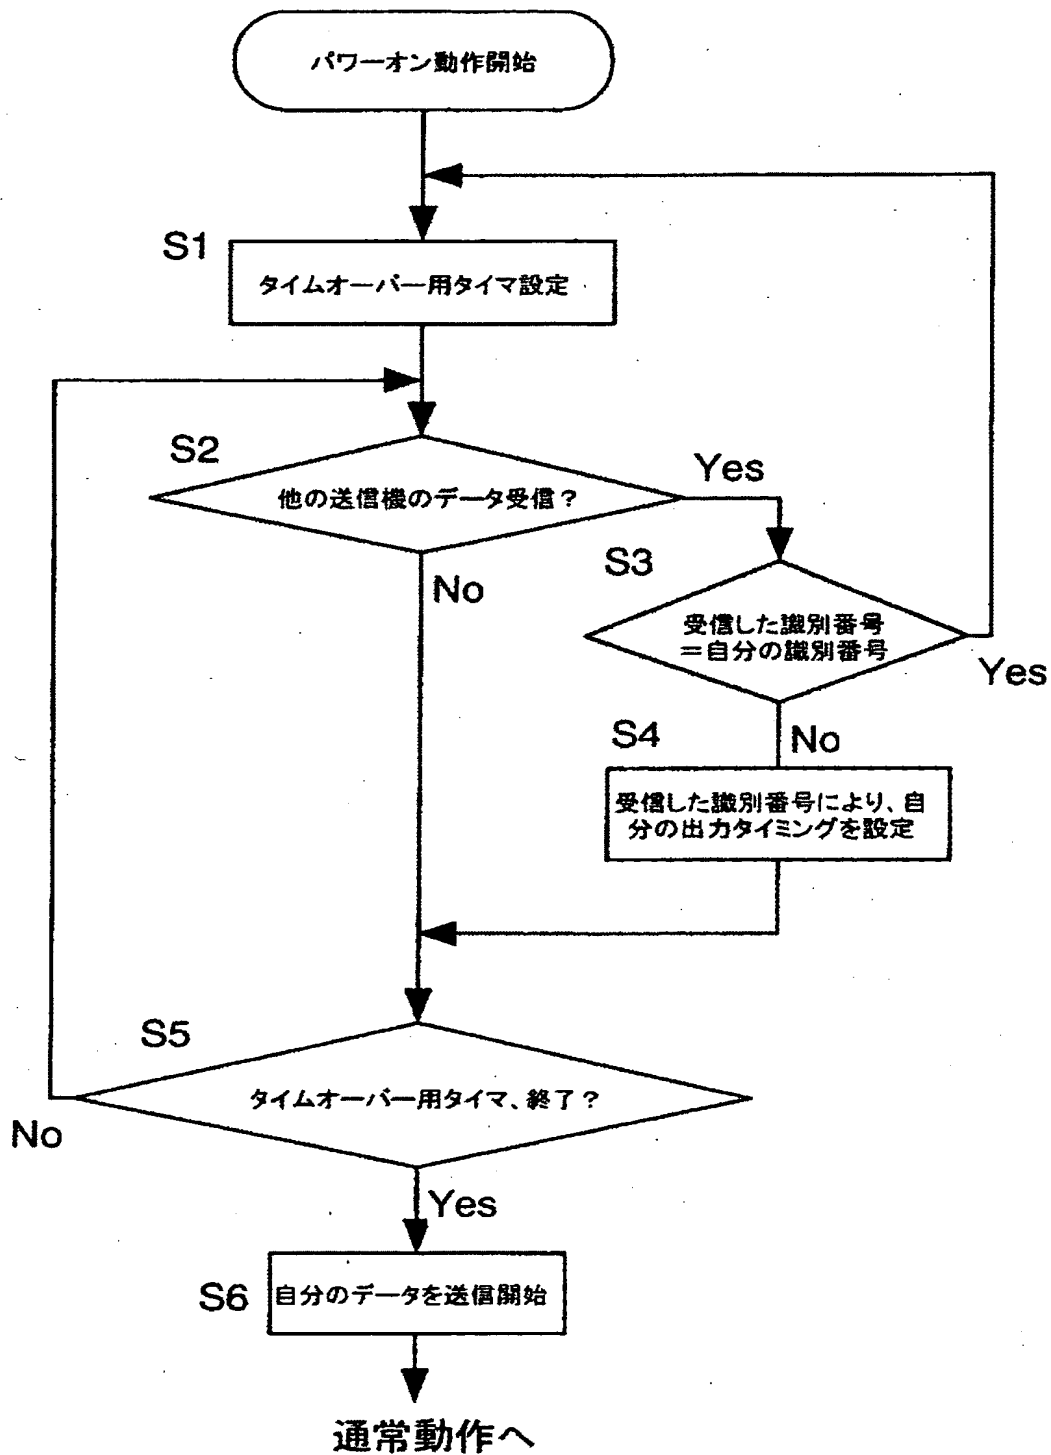 パワーオン動作開始
S1
タイムオーバー用タイマ設定
S2
他の送信機のデータ受信？
Yes
No
S3
受信した識別番号
＝自分の識別番号
Yes
No
S4
受信した識別番号により、自
分の出力タイミングを設定
S5
タイムオーバー用タイマ、終了？
No
Yes
S6
自分のデータを送信開始
通常動作へ